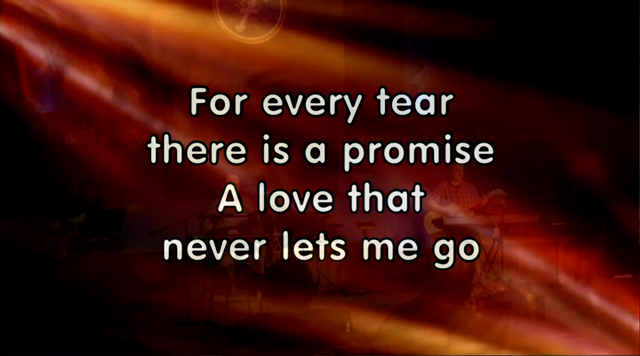 For every tear
there is a promise
A love that
never lets me go